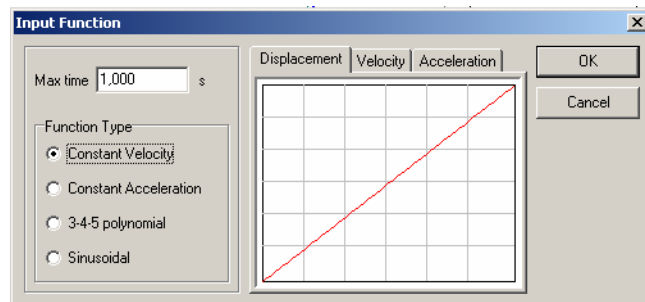 Input Function
Max time 1,000 s
Function Type
Constant Velocity
Constant Acceleration
3-4-5 polynomial
Sinusoidal
Displacement Velocity Acceleration
OK
Cancel